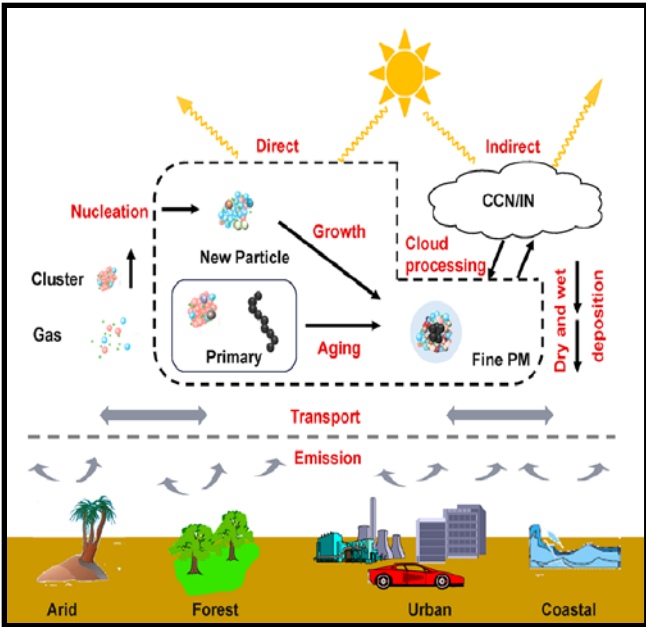 Direct
Indirect
CCN/IN
Nucleation
New Particle
Growth
Cloud
processing
Cluster
Gas
Primary
Aging
Fine PM
Dry and wet
deposition
Transport
Emission
Arid
Forest
Urban
Coastal